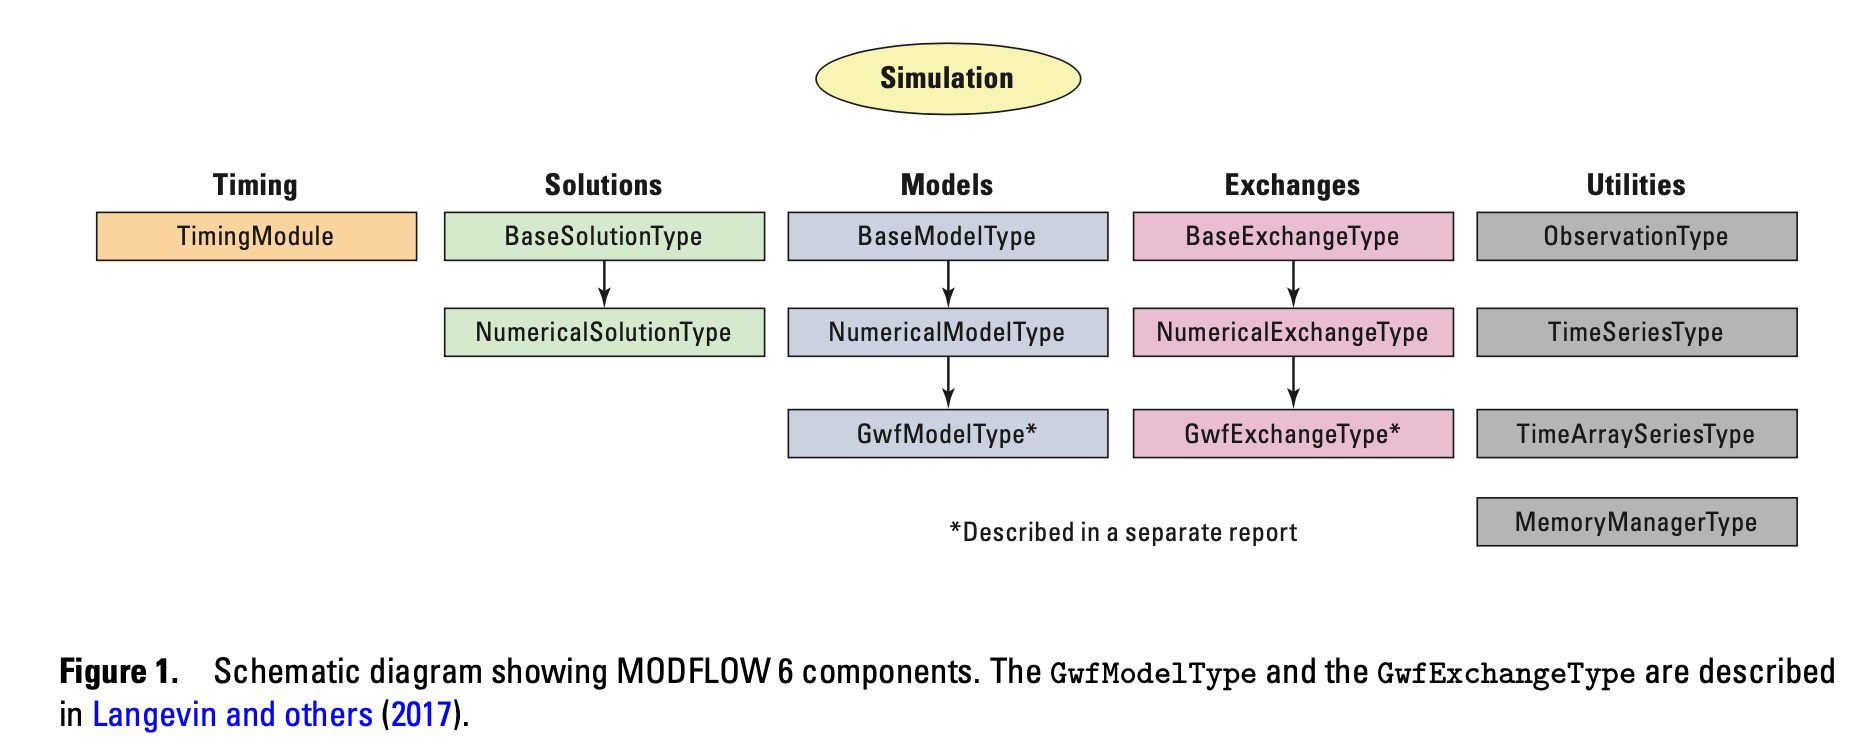 Simulation
Timing Solutions Models Exchanges Utilities
TimingModule BaseSolutionType BaseModelType BaseExchangeType ObservationType
NumericalSolutionType NumericalModelType NumericalExchangeType TimeSeriesType
GwfModelType* GwfExchangeType* TimeArraySeriesType
MemoryManagerType
*Described in a separate report
Figure 1. Schematic diagram showing MODFLOW 6 components. The GwfModelType and the GwfExchangeType are described
in Langevin and others (2017).